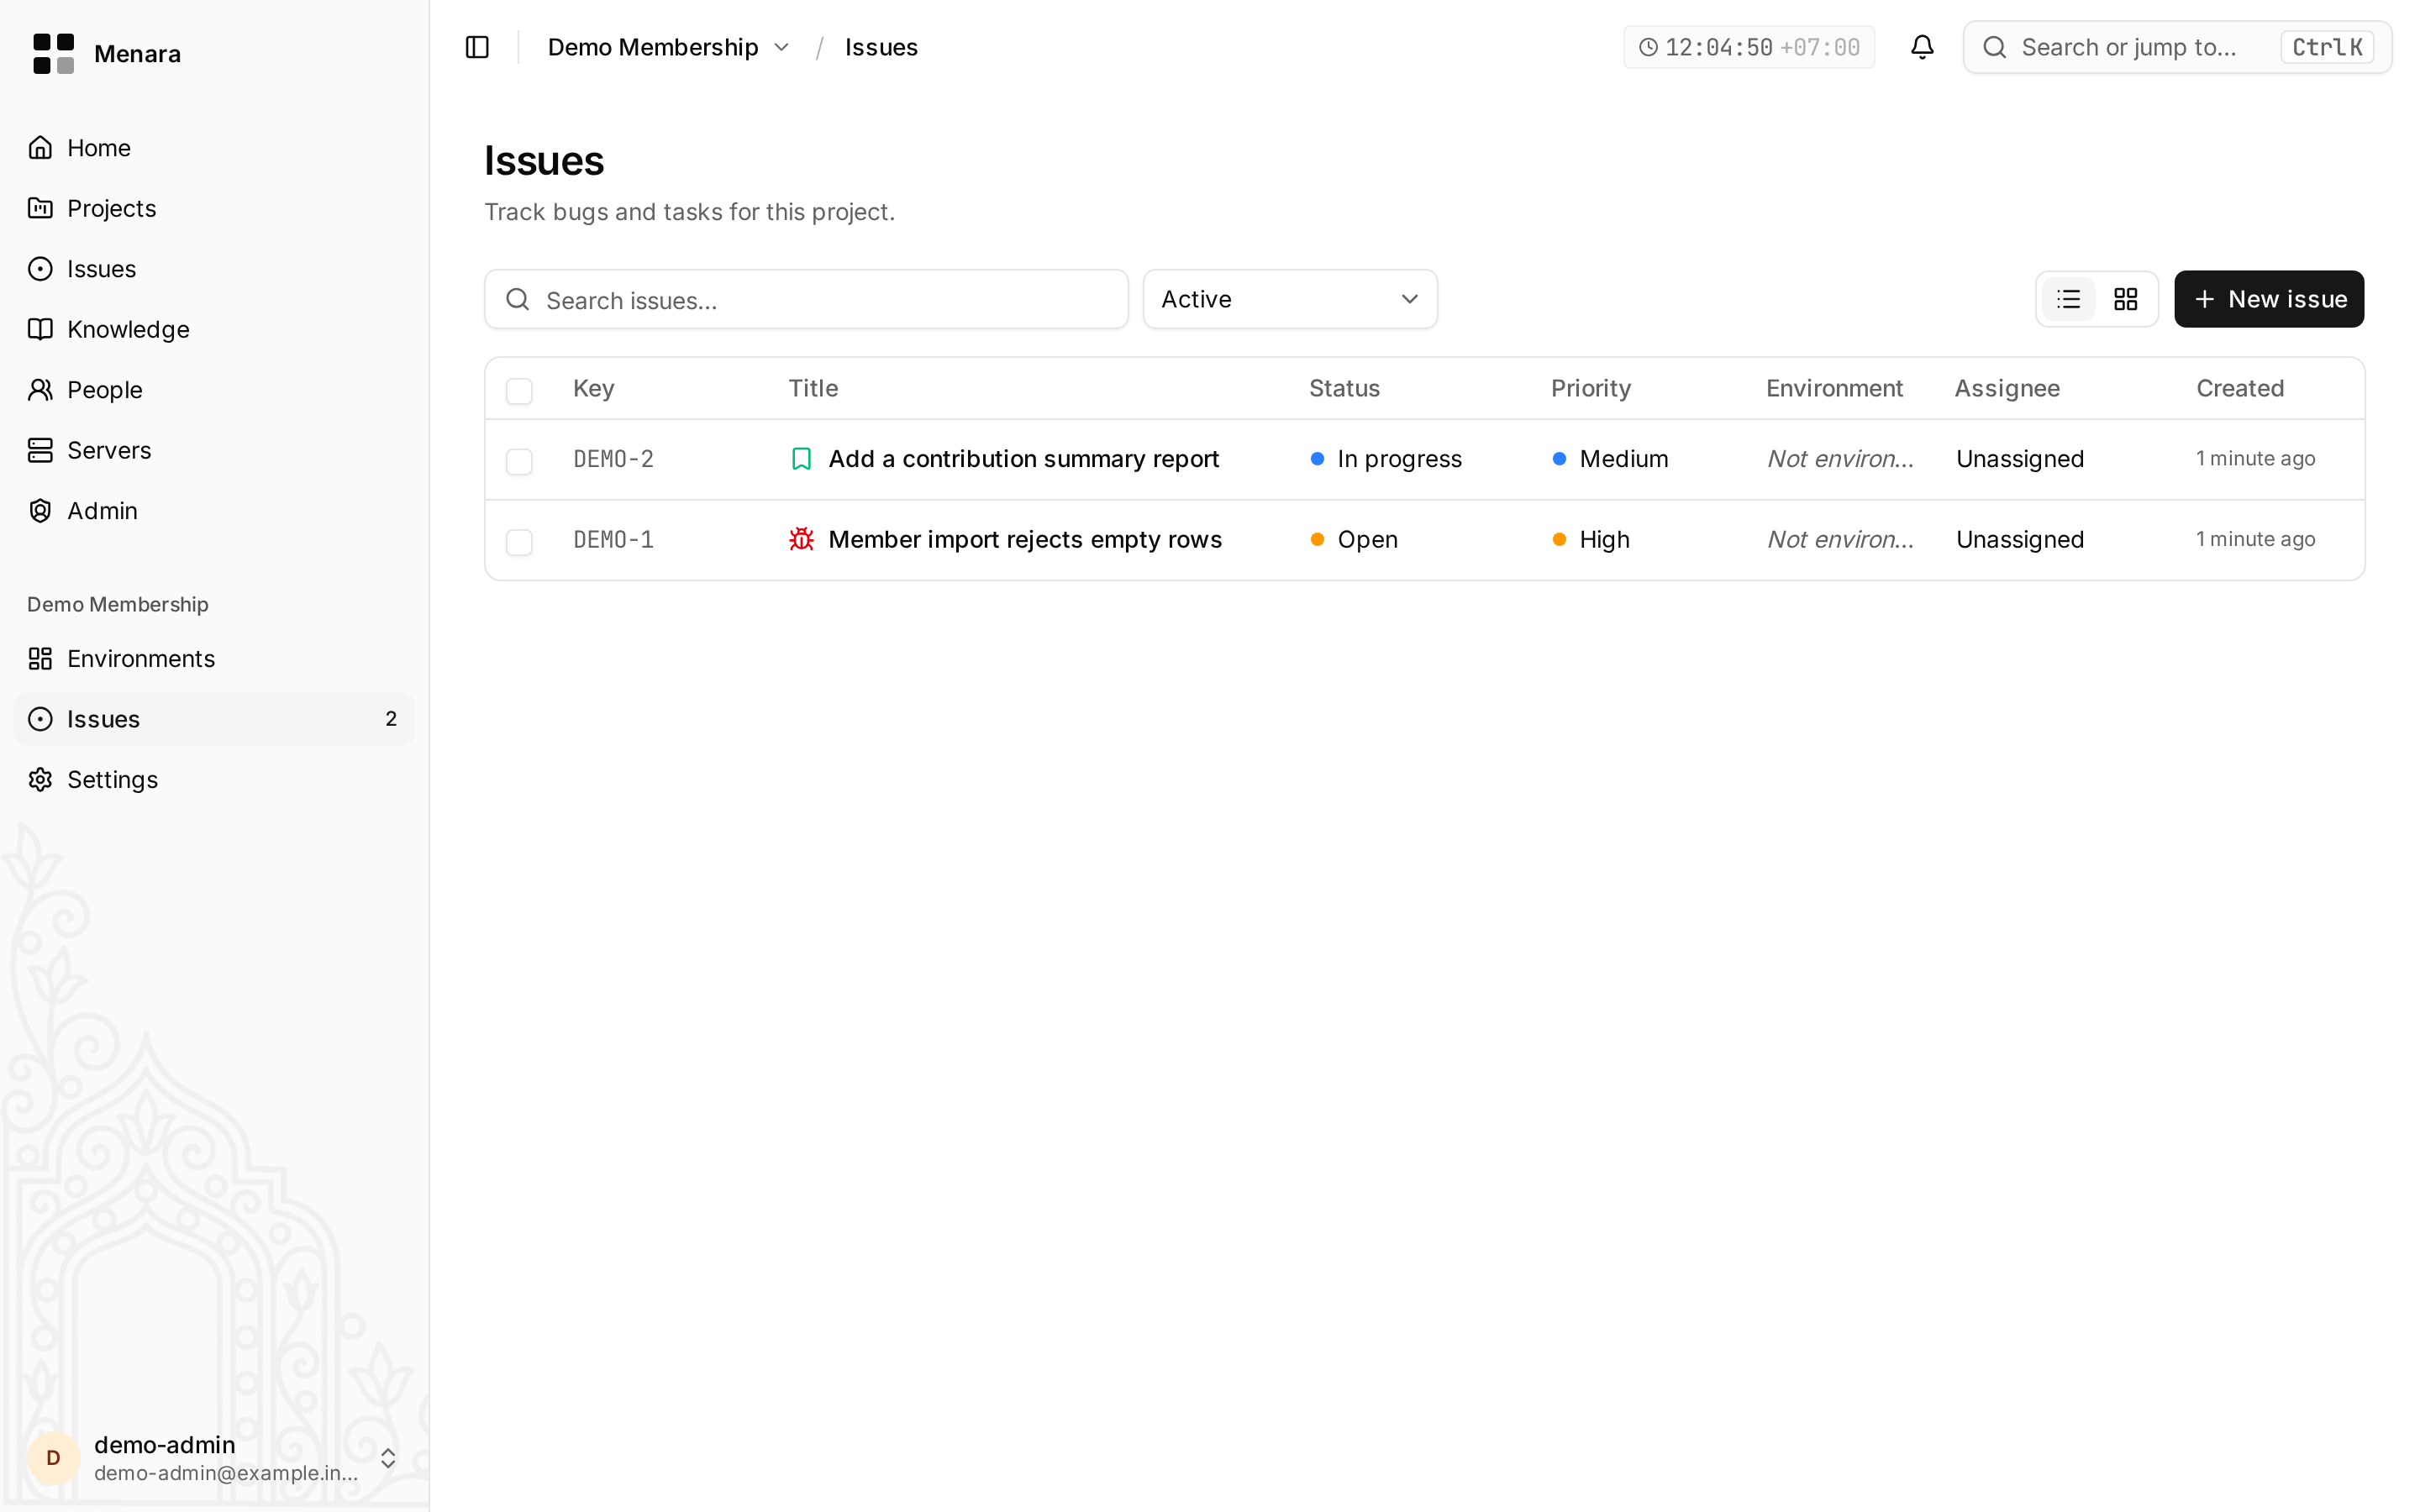 Menara
Home
Projects
Issues
Knowledge
People
Servers
Admin
Demo Membership
Environments
Issues 2
Settings
D
demo-admin
demo-admin@example.in...
Demo Membership / Issues
12:04:50 +07:00
Search or jump to... Ctrl K
Issues
Track bugs and tasks for this project.
Search issues...
Active
New issue
Key Title Status Priority Environment Assignee Created
DEMO-2 Add a contribution summary report In progress Medium Not environ... Unassigned 1 minute ago
DEMO-1 Member import rejects empty rows Open High Not environ... Unassigned 1 minute ago